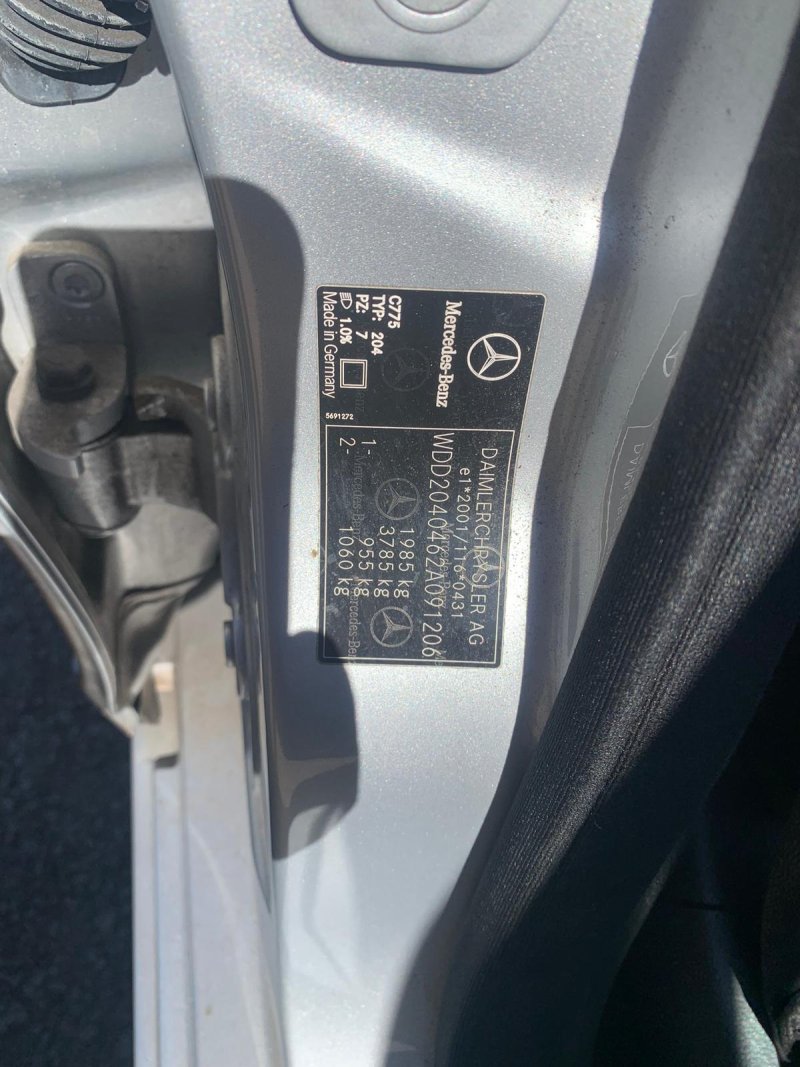 Mercedes-Benz
C775
TYP: 204
PZ: 7
1.0%
Made in Germany
5691272
DAIMLERCHRYSLER AG
e1*2001/116*0431
WDD2040462A091206
1985 kg
3785 kg
1- 955 kg
2- 1060 kg